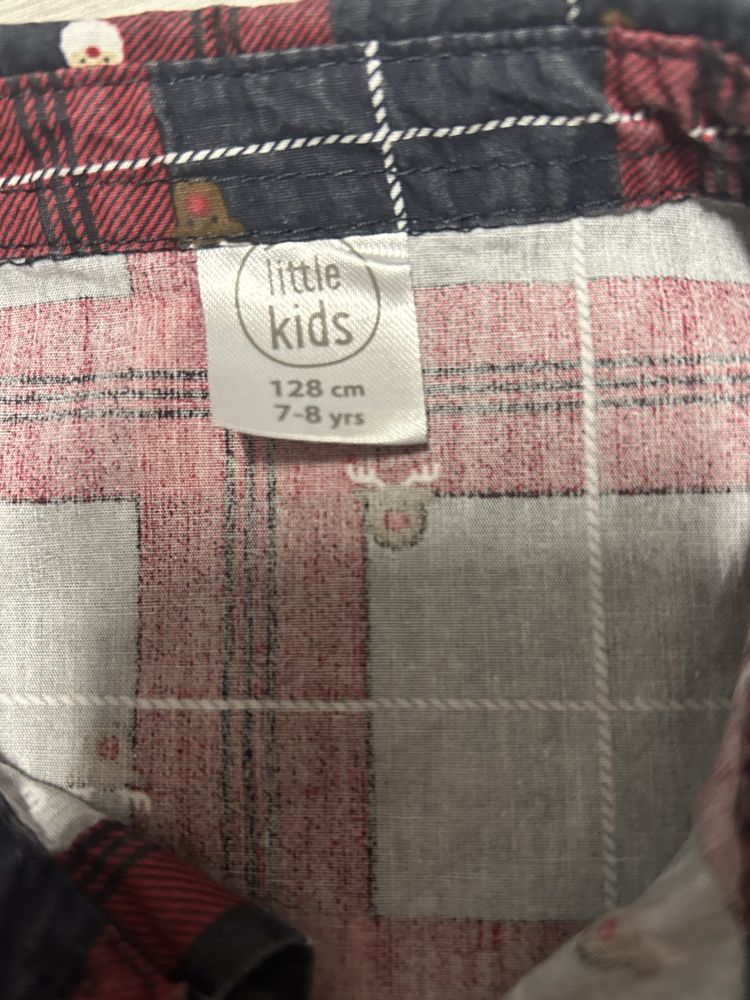 little
kids
128 cm
7-8 yrs